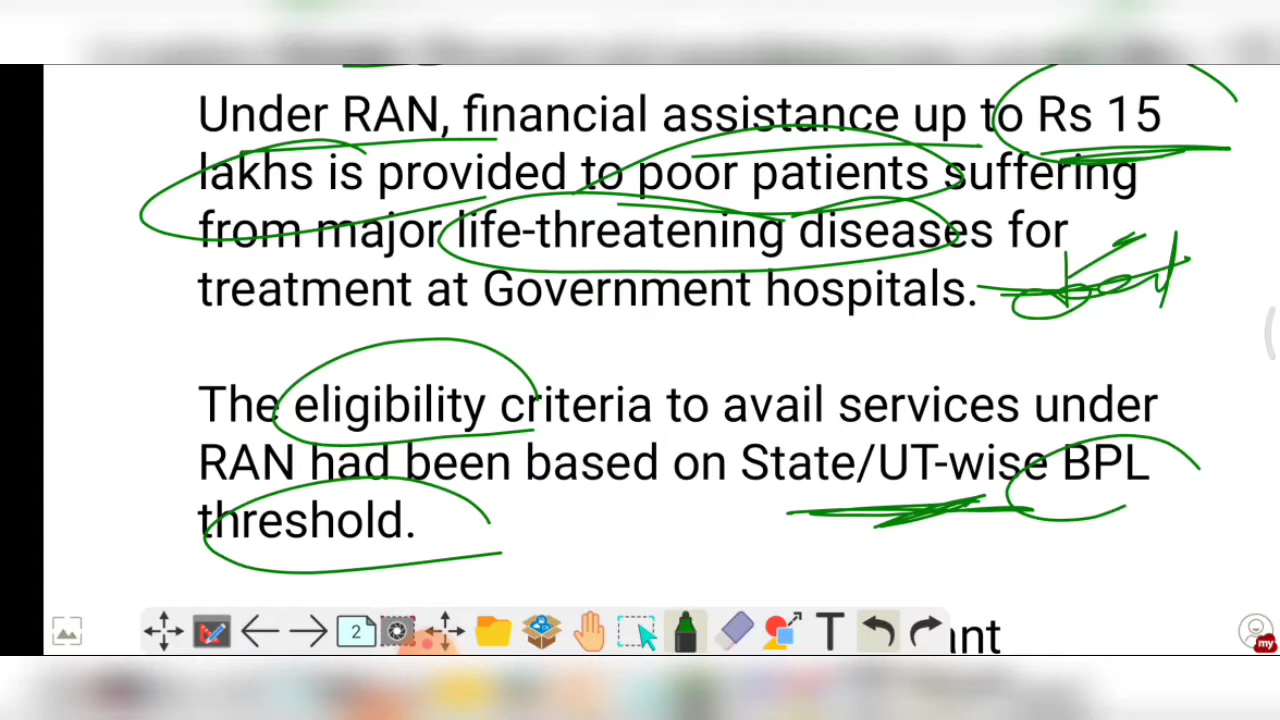 Under RAN, financial assistance up to Rs 15
lakhs is provided to poor patients suffering
from major life-threatening diseases for
treatment at Government hospitals.
The eligibility criteria to avail services under
RAN had been based on State/UT-wise BPL
threshold.
2
T
my